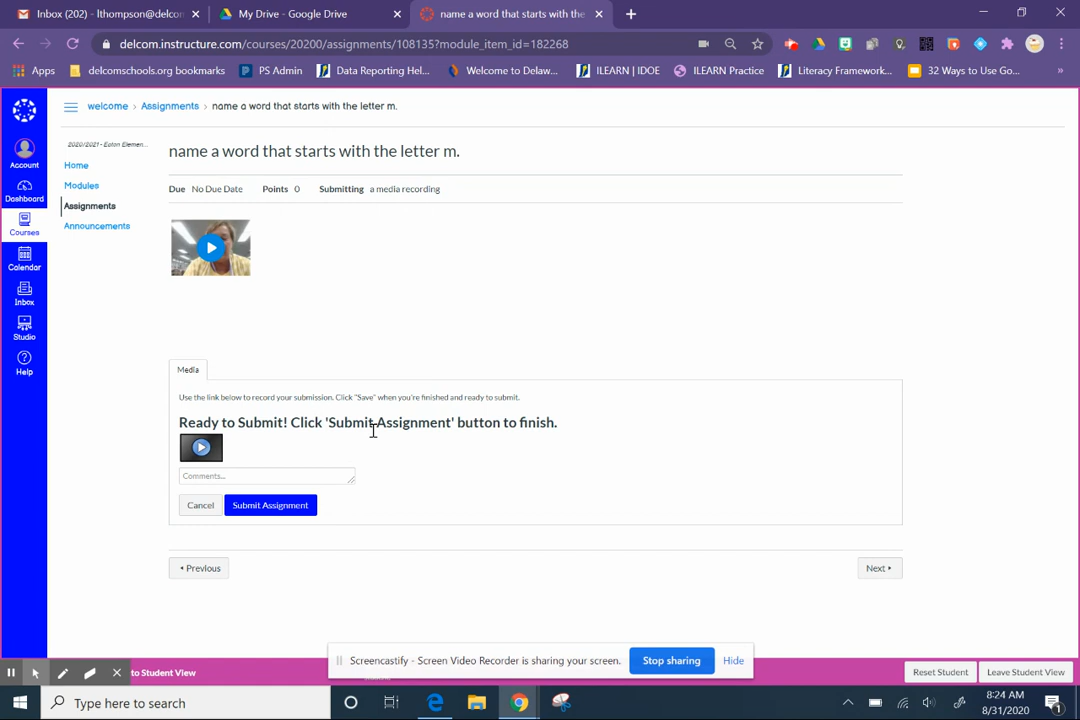 Inbox (202) - lthompson@delcon
My Drive - Google Drive
name a word that starts with the
delcom.instructure.com/courses/20200/assignments/108135?module_item_id=182268
Apps
delcomschools.org bookmarks
PS Admin
Data Reporting Hel...
Welcome to Delaw...
ILEARN | IDOE
ILEARN Practice
Literacy Framework...
32 Ways to Use Go...
welcome > Assignments > name a word that starts with the letter m.
Account
Dashboard
Courses
Calendar
Inbox
Studio
Help
2020/2021 - Eaton Elemen...
Home
Modules
Assignments
Announcements
name a word that starts with the letter m.
Due No Due Date Points 0 Submitting a media recording
Media
Use the link below to record your submission. Click "Save" when you're finished and ready to submit.
Ready to Submit! Click 'Submit Assignment' button to finish.
Comments...
Cancel
Submit Assignment
Previous
Next
Screencastify - Screen Video Recorder is sharing your screen.
Stop sharing
Hide
to Student View
Reset Student
Leave Student View
Type here to search
8:24 AM
8/31/2020
1